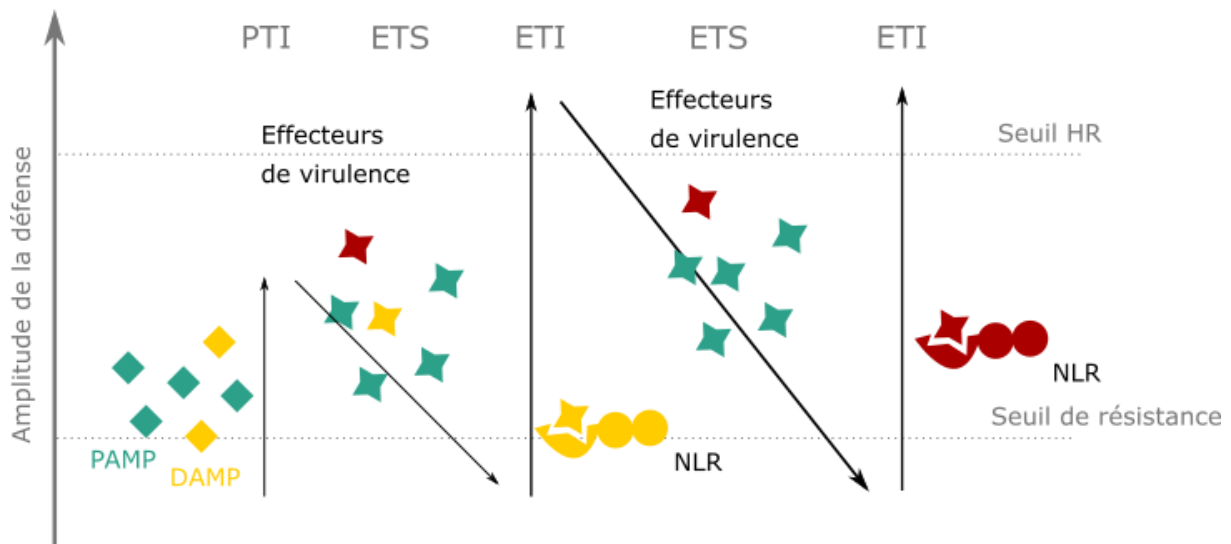 PTI
ETS
ETI
ETS
ETI
Effecteurs
de virulence
Effecteurs
de virulence
Seuil HR
Amplitude de la défense
NLR
Seuil de résistance
PAMP
DAMP
NLR